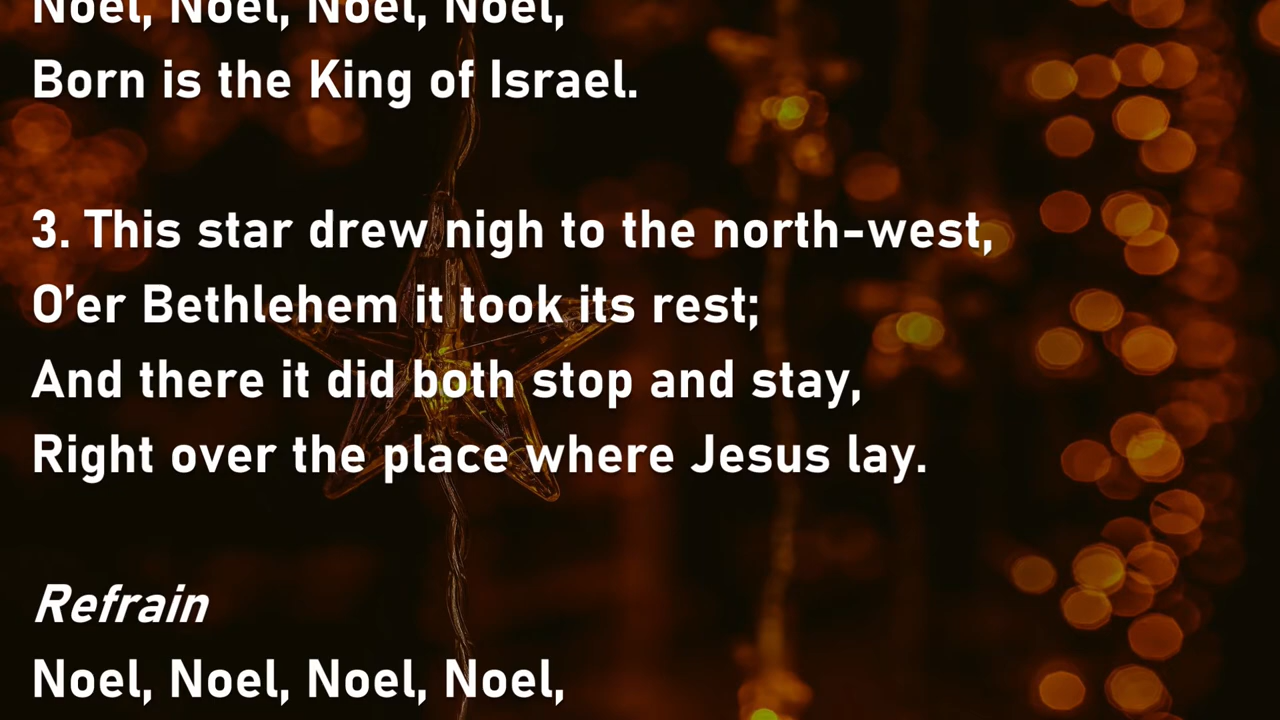 Noel, Noel, Noel, Noel,
Born is the King of Israel.
3. This star drew nigh to the north-west,
O’er Bethlehem it took its rest;
And there it did both stop and stay,
Right over the place where Jesus lay.
Refrain
Noel, Noel, Noel, Noel,